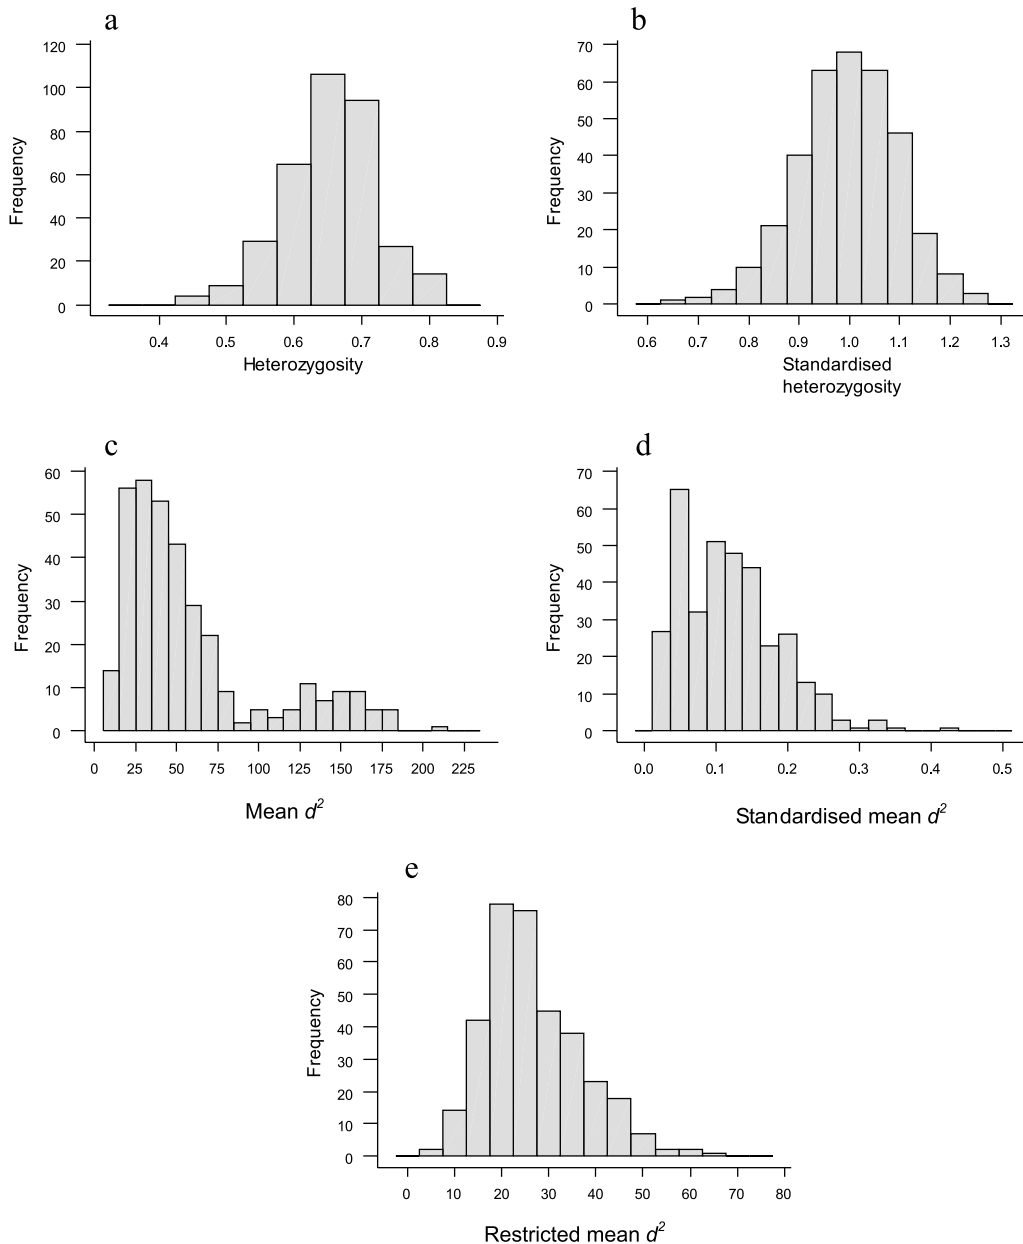 a
120
100
80
60
40
20
0
Frequency
0.4 0.5 0.6 0.7 0.8 0.9
Heterozygosity
b
70
60
50
40
30
20
10
0
Frequency
0.6 0.7 0.8 0.9 1.0 1.1 1.2 1.3
Standardised
heterozygosity
c
60
50
40
30
20
10
0
Frequency
0 25 50 75 100 125 150 175 200 225
Mean d²
d
70
60
50
40
30
20
10
0
Frequency
0.0 0.1 0.2 0.3 0.4 0.5
Standardised mean d²
e
80
70
60
50
40
30
20
10
0
Frequency
0 10 20 30 40 50 60 70 80
Restricted mean d²